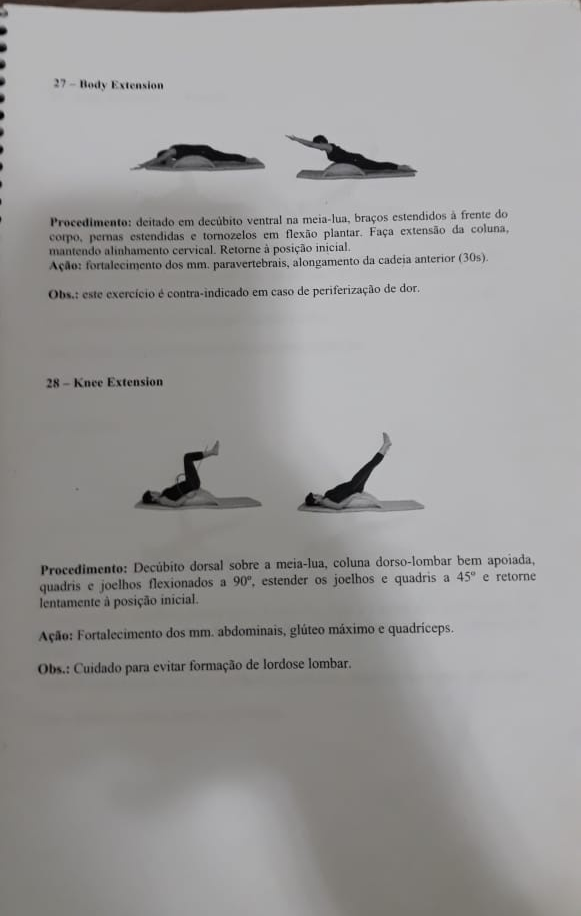 27 – Body Extension
Procedimento: deitado em decúbito ventral na meia-lua, braços estendidos à frente do
corpo, pernas estendidas e tornozelos em flexão plantar. Faça extensão da coluna,
mantendo alinhamento cervical. Retorne à posição inicial.
Ação: fortalecimento dos mm. paravertebrais, alongamento da cadeia anterior (30s).
Obs.: este exercício é contra-indicado em caso de periferização de dor.
28 – Knee Extension
Procedimento: Decúbito dorsal sobre a meia-lua, coluna dorso-lombar bem apoiada,
quadris e joelhos flexionados a 90º, estender os joelhos e quadris a 45º e retorne
lentamente à posição inicial.
Ação: Fortalecimento dos mm. abdominais, glúteo máximo e quadríceps.
Obs.: Cuidado para evitar formação de lordose lombar.